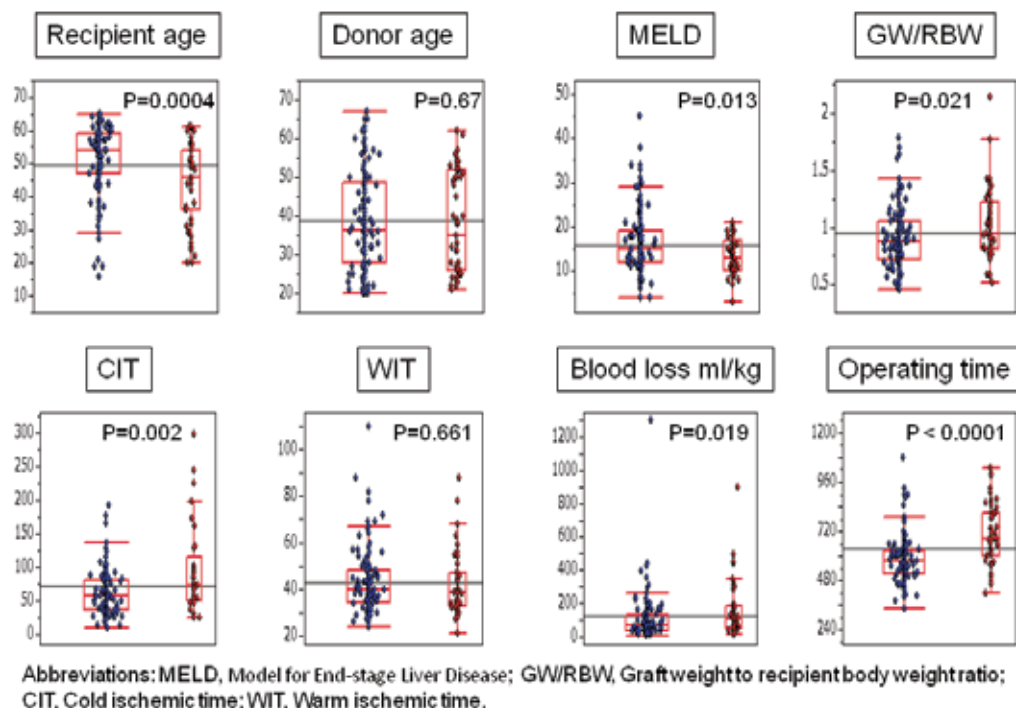 Recipient age Donor age MELD GW/RBW
P=0.0004 P=0.67 P=0.013 P=0.021
70 60 50 40 30 20 10
70 60 50 40 30 20
50 40 30 20 10
2 1.5 1 0.5
CIT WIT Blood loss ml/kg Operating time
P=0.002 P=0.661 P=0.019 P < 0.0001
300 250 200 150 100 50 0
100 80 60 40 20
1200 1000 800 600 400 200 0
1200 960 720 480 240
Abbreviations: MELD, Model for End-stage Liver Disease; GW/RBW, Graft weight to recipient body weight ratio;
CIT, Cold ischemic time; WIT, Warm ischemic time.